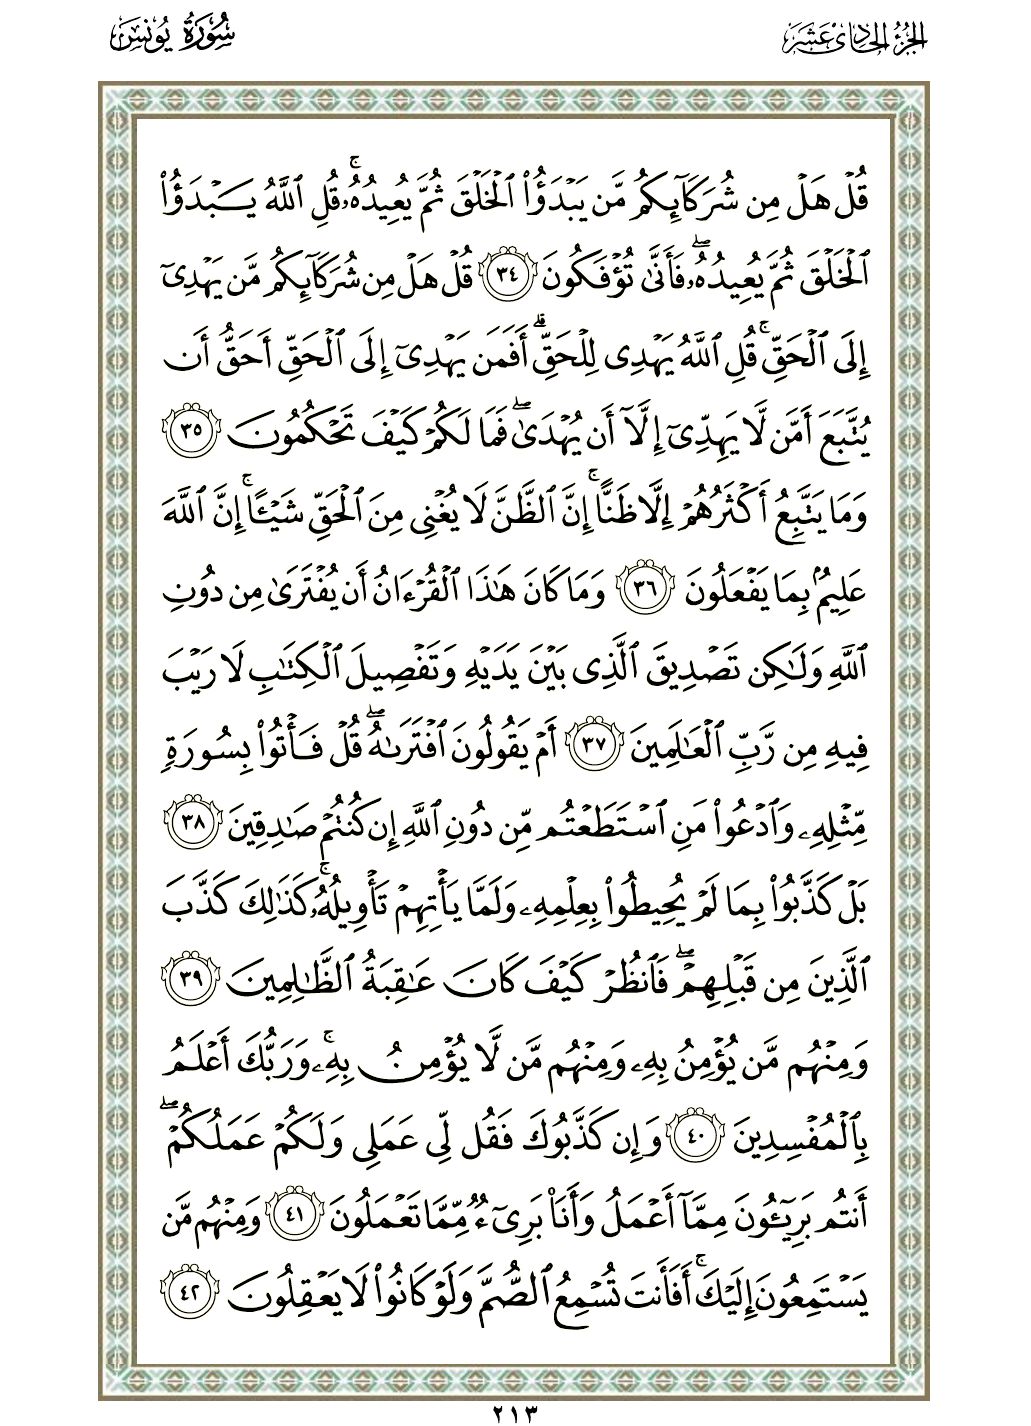 الجزء الحادي عشر
سورة يونس
قُلْ هَلْ مِن شُرَكَآئِكُم مَّن يَبْدَؤُا۟ ٱلْخَلْقَ ثُمَّ يُعِيدُهُۥ ۚ قُلِ ٱللَّهُ يَبْدَؤُا۟
ٱلْخَلْقَ ثُمَّ يُعِيدُهُۥ ۖ فَأَنَّىٰ تُؤْفَكُونَ ٣٤ قُلْ هَلْ مِن شُرَكَآئِكُم مَّن يَهْدِىٓ
إِلَى ٱلْحَقِّ ۚ قُلِ ٱللَّهُ يَهْدِى لِلْحَقِّ ۗ أَفَمَن يَهْدِىٓ إِلَى ٱلْحَقِّ أَحَقُّ أَن
يُتَّبَعَ أَمَّن لَّا يَهِدِّىٓ إِلَّآ أَن يُهْدَىٰ ۖ فَمَا لَكُمْ كَيْفَ تَحْكُمُونَ ٣٥
وَمَا يَتَّبِعُ أَكْثَرُهُمْ إِلَّا ظَنًّا ۚ إِنَّ ٱلظَّنَّ لَا يُغْنِى مِنَ ٱلْحَقِّ شَيْـًٔا ۚ إِنَّ ٱللَّهَ
عَلِيمٌۢ بِمَا يَفْعَلُونَ ٣٦ وَمَا كَانَ هَٰذَا ٱلْقُرْءَانُ أَن يُفْتَرَىٰ مِن دُونِ
ٱللَّهِ وَلَٰكِن تَصْدِيقَ ٱلَّذِى بَيْنَ يَدَيْهِ وَتَفْصِيلَ ٱلْكِتَٰبِ لَا رَيْبَ
فِيهِ مِن رَّبِّ ٱلْعَٰلَمِينَ ٣٧ أَمْ يَقُولُونَ ٱفْتَرَىٰهُ ۖ قُلْ فَأْتُوا۟ بِسُورَةٍ
مِّثْلِهِۦ وَٱدْعُوا۟ مَنِ ٱسْتَطَعْتُم مِّن دُونِ ٱللَّهِ إِن كُنتُمْ صَٰدِقِينَ ٣٨
بَلْ كَذَّبُوا۟ بِمَا لَمْ يُحِيطُوا۟ بِعِلْمِهِۦ وَلَمَّا يَأْتِهِمْ تَأْوِيلُهُۥ ۚ كَذَٰلِكَ كَذَّبَ
ٱلَّذِينَ مِن قَبْلِهِمْ ۖ فَٱنظُرْ كَيْفَ كَانَ عَٰقِبَةُ ٱلظَّٰلِمِينَ ٣٩
وَمِنْهُم مَّن يُؤْمِنُ بِهِۦ وَمِنْهُم مَّن لَّا يُؤْمِنُ بِهِۦ ۚ وَرَبُّكَ أَعْلَمُ
بِٱلْمُفْسِدِينَ ٤٠ وَإِن كَذَّبُوكَ فَقُل لِّى عَمَلِى وَلَكُمْ عَمَلُكُمْ ۖ
أَنتُم بَرِيٓـُٔونَ مِمَّآ أَعْمَلُ وَأَنَا۠ بَرِىٓءٌ مِّمَّا تَعْمَلُونَ ٤١ وَمِنْهُم مَّن
يَسْتَمِعُونَ إِلَيْكَ ۚ أَفَأَنتَ تُسْمِعُ ٱلصُّمَّ وَلَوْ كَانُوا۟ لَا يَعْقِلُونَ ٤٢
٢١٣